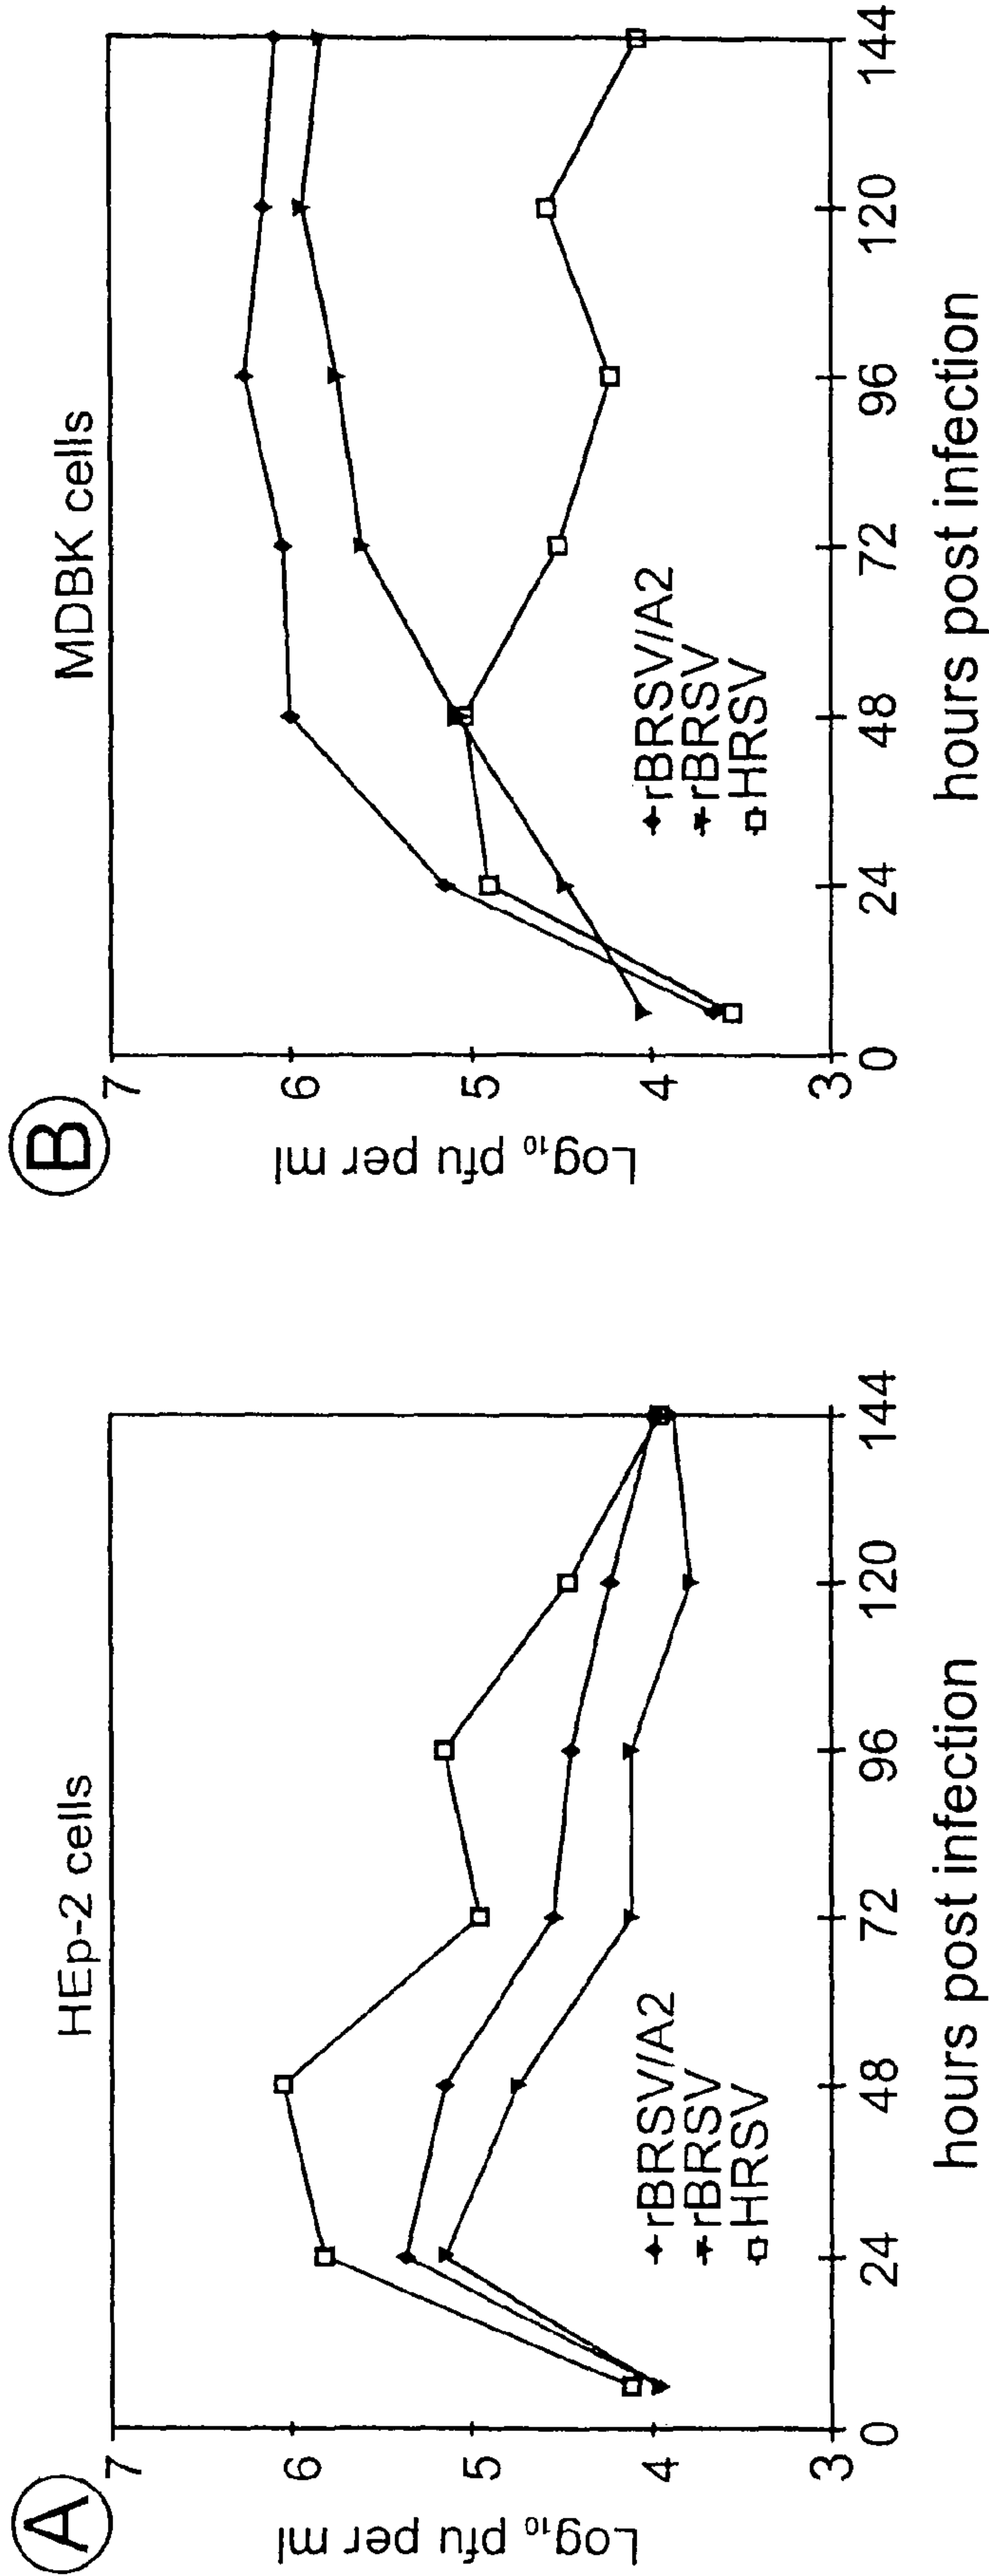 A
HEp-2 cells
Log₁₀ pfu per ml
7
6
5
4
3
rBRSV/A2
rBRSV
HRSV
0 24 48 72 96 120 144
hours post infection
B
MDBK cells
Log₁₀ pfu per ml
7
6
5
4
3
rBRSV/A2
rBRSV
HRSV
0 24 48 72 96 120 144
hours post infection